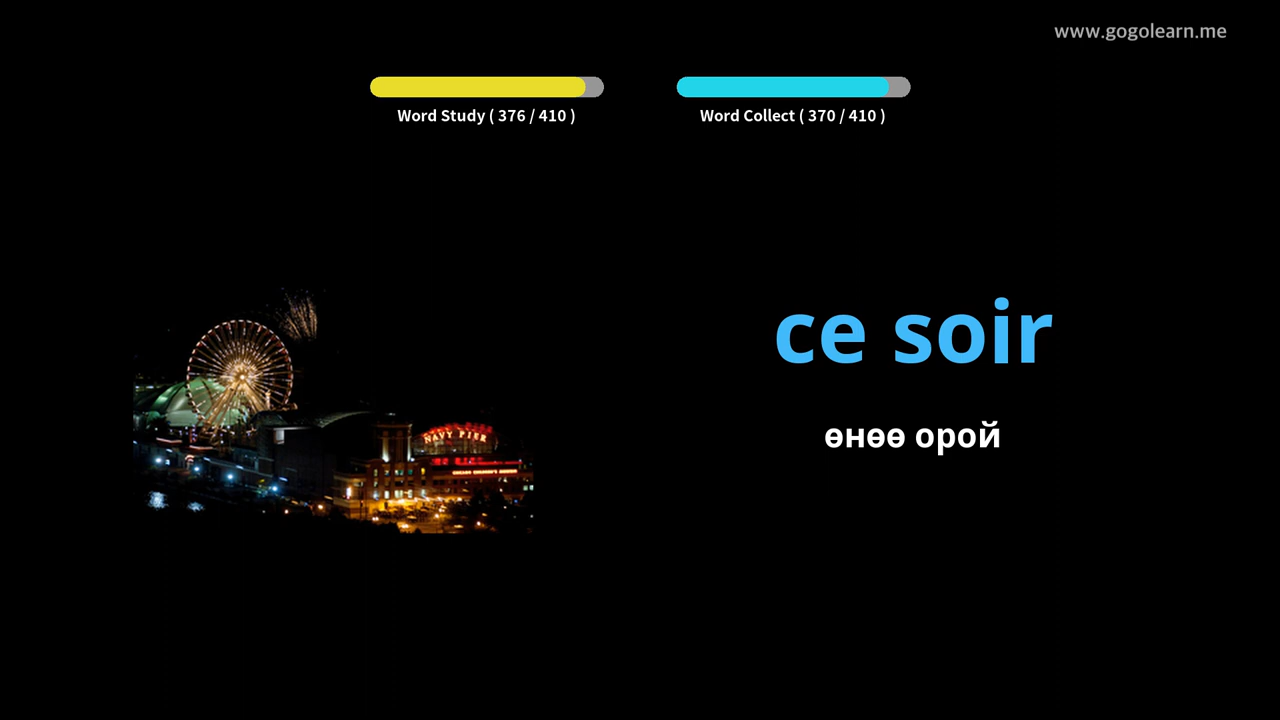 www.gogolearn.me
Word Study ( 376 / 410 )
Word Collect ( 370 / 410 )
ce soir
өнөө орой
NAVY PIER